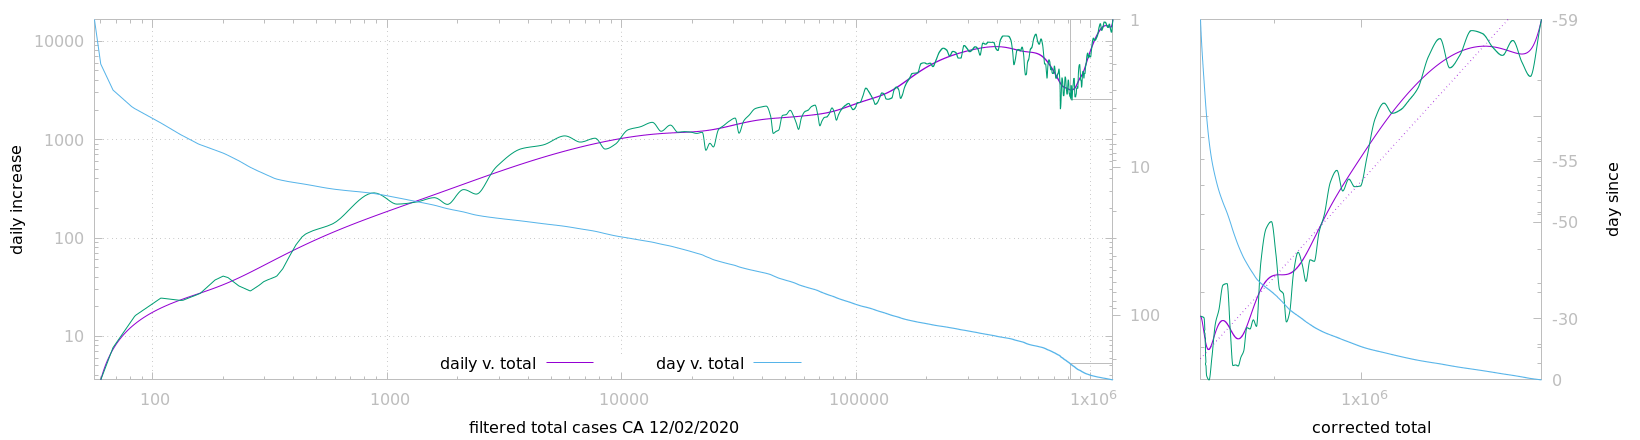 10000
1000
100
10
daily increase
100
1000
10000
100000
1x10^6
filtered total cases CA 12/02/2020
daily v. total
day v. total
1
10
100
1x10^6
corrected total
-59
-55
-50
-30
0
day since